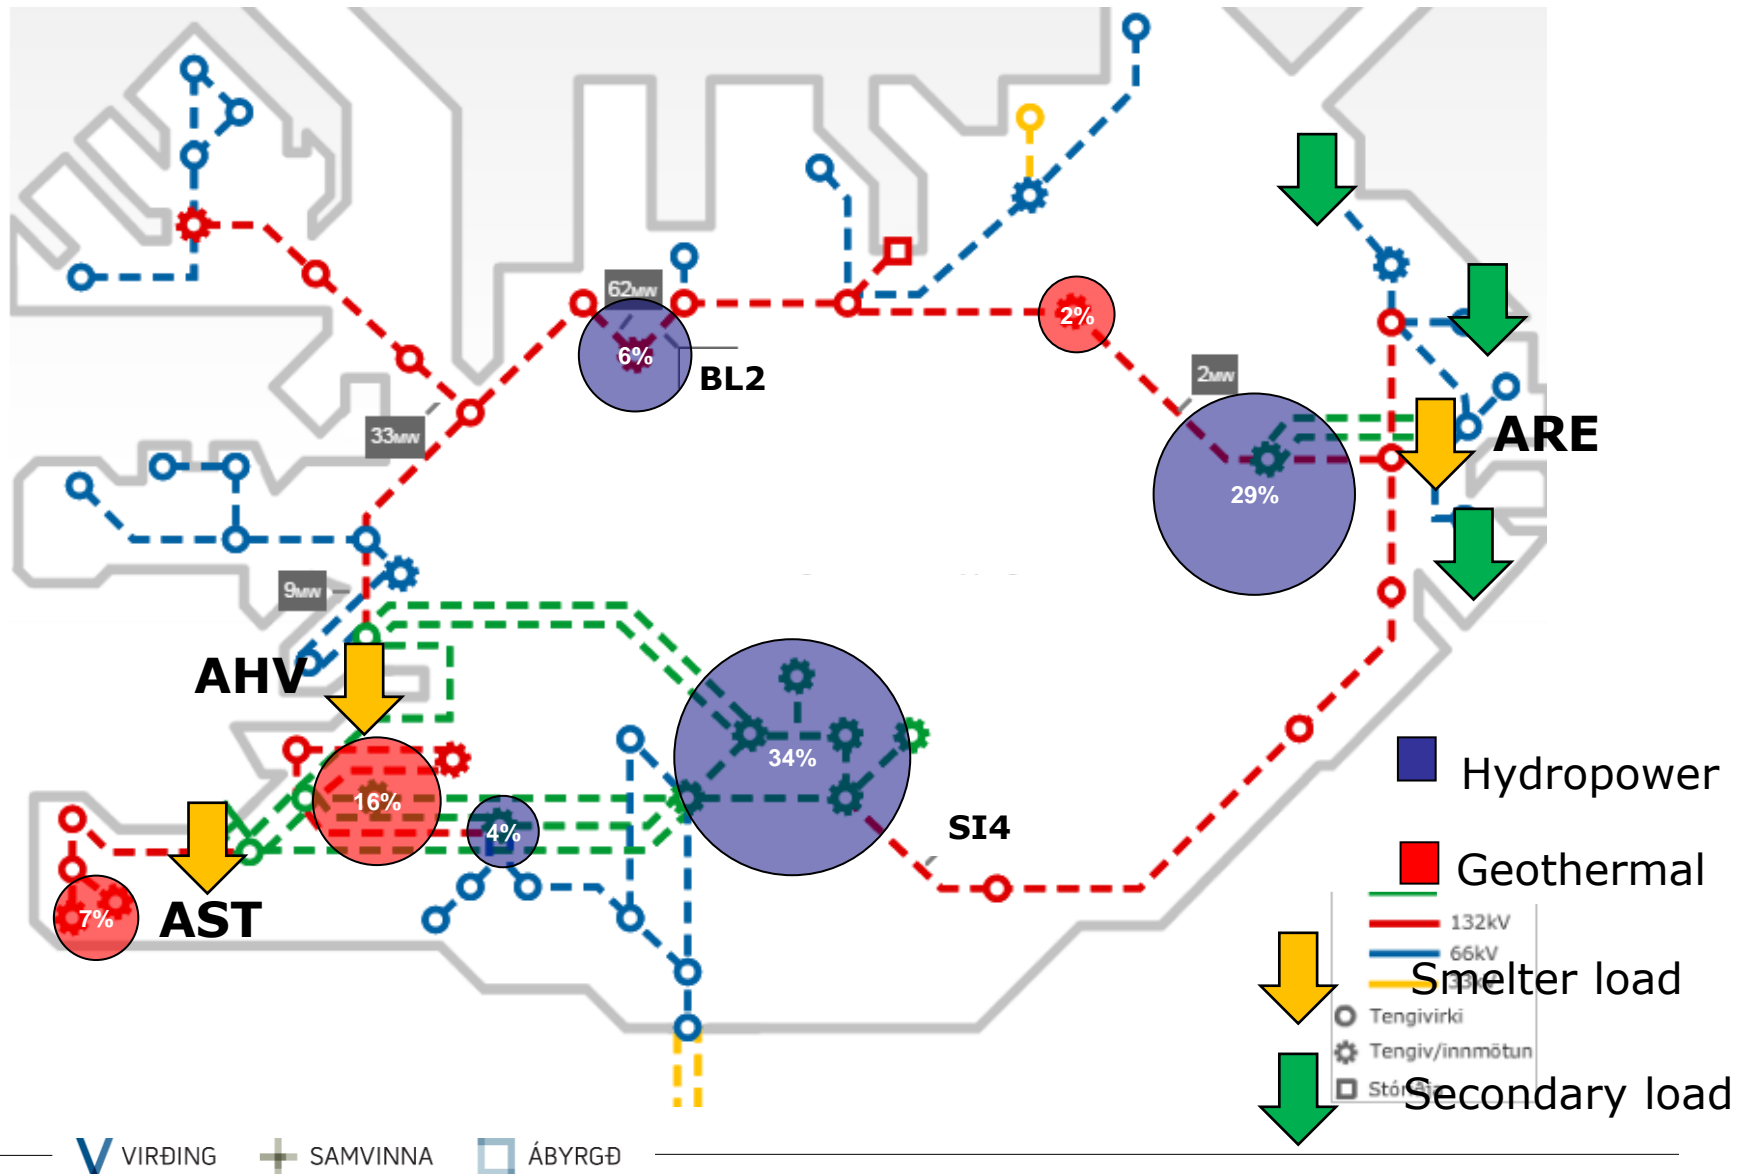 62MW
6%
BL2
2%
2MW
33MW
ARE
29%
9MW
AHV
34%
16%
4%
SI4
7%
AST
Hydropower
Geothermal
132kV
66kV
33kV
Smelter load
Tengivirki
Tengiv/innmötun
Secondary load
VIRÐING
SAMVINNA
ÁBYRGÐ